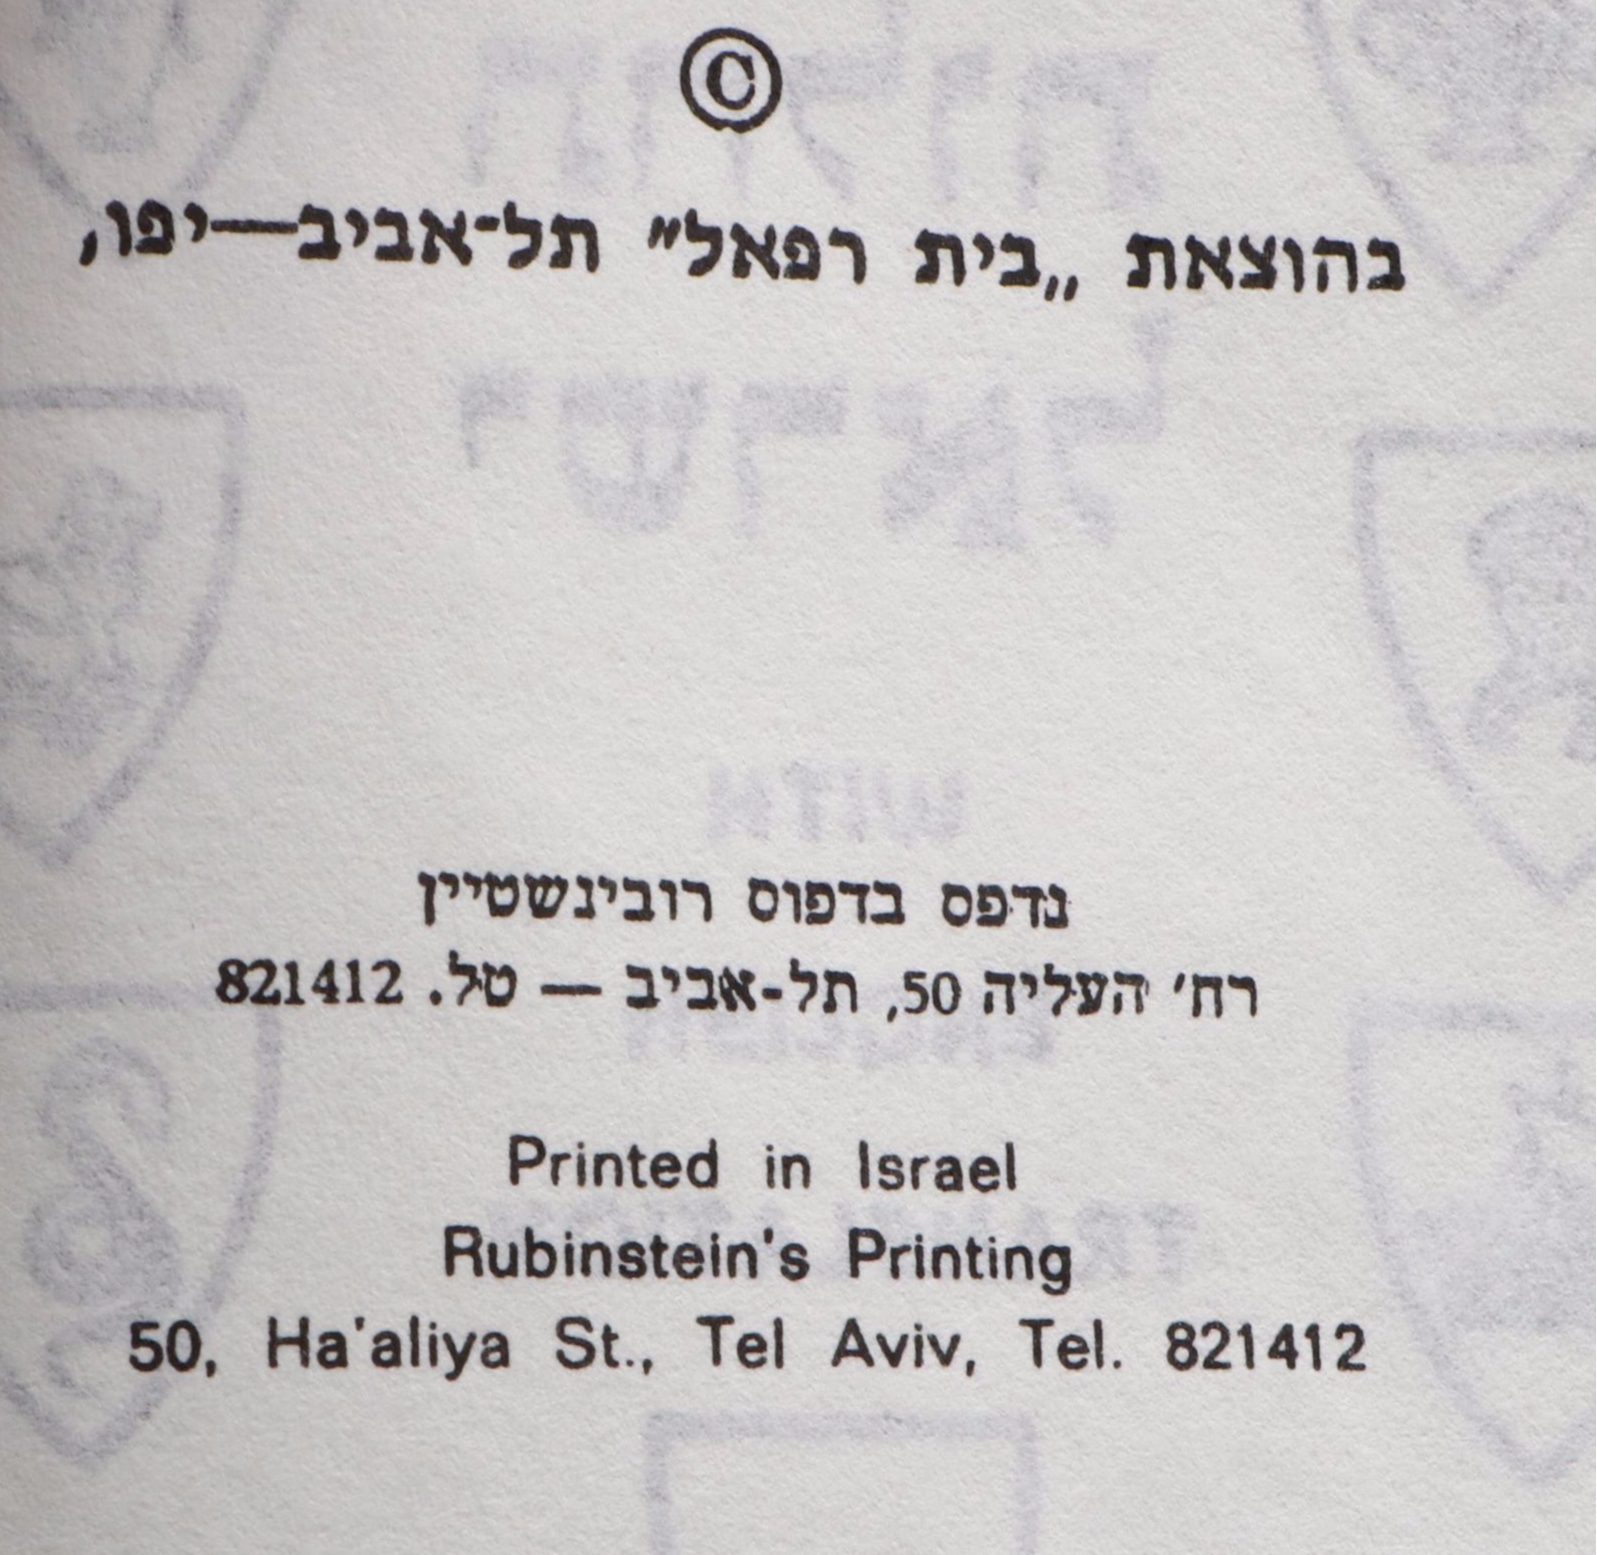 ©
בהוצאת „בית רפאל״ תל־אביב—יפו,
נדפס בדפוס רובינשטיין
רח׳ העליה 50, תל-אביב — טל. 821412
Printed in Israel
Rubinstein's Printing
50, Ha'aliya St., Tel Aviv, Tel. 821412